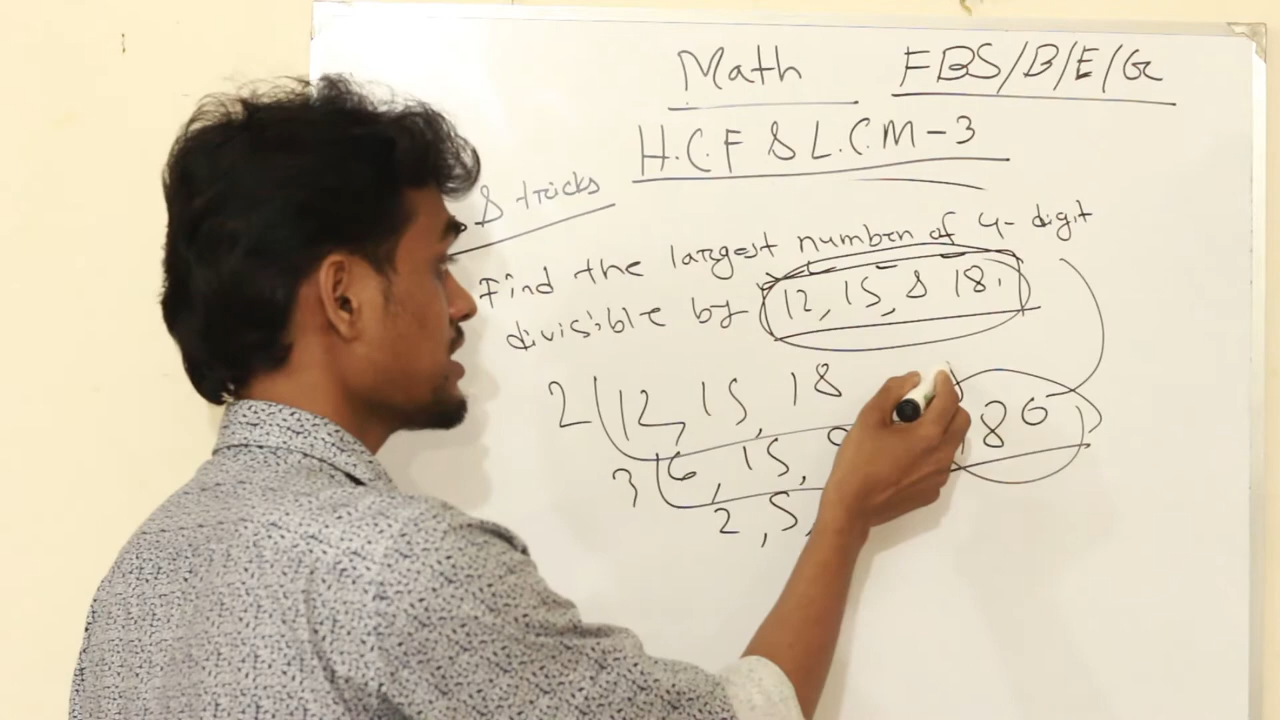 Math FBS/B/E/G
H.C.F & L.C.M-3
& tricks
Find the largest number of 4-digit
divisible by 12, 15, & 18.
2 12, 15, 18
3 6, 15, 9
2, 5,
180